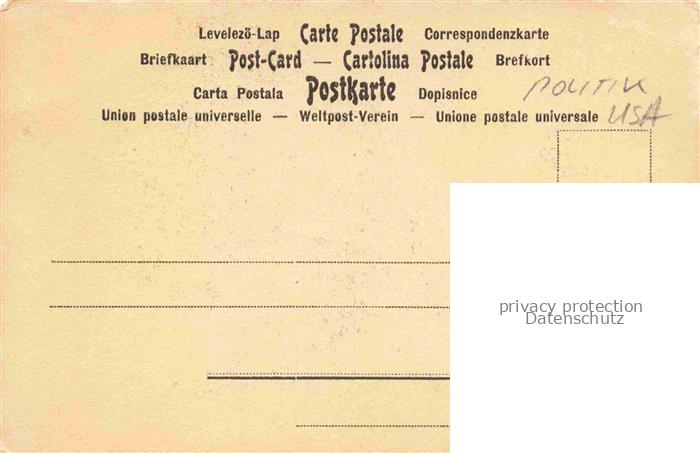 Levelezö-Lap Carte Postale Correspondenzkarte
Briefkaart Post-Card — Cartolina Postale Brefkort
Carta Postala Postkarte Dopisnice
Union postale universelle — Weltpost-Verein — Unione postale universale
POLITIK
USA
privacy protection
Datenschutz